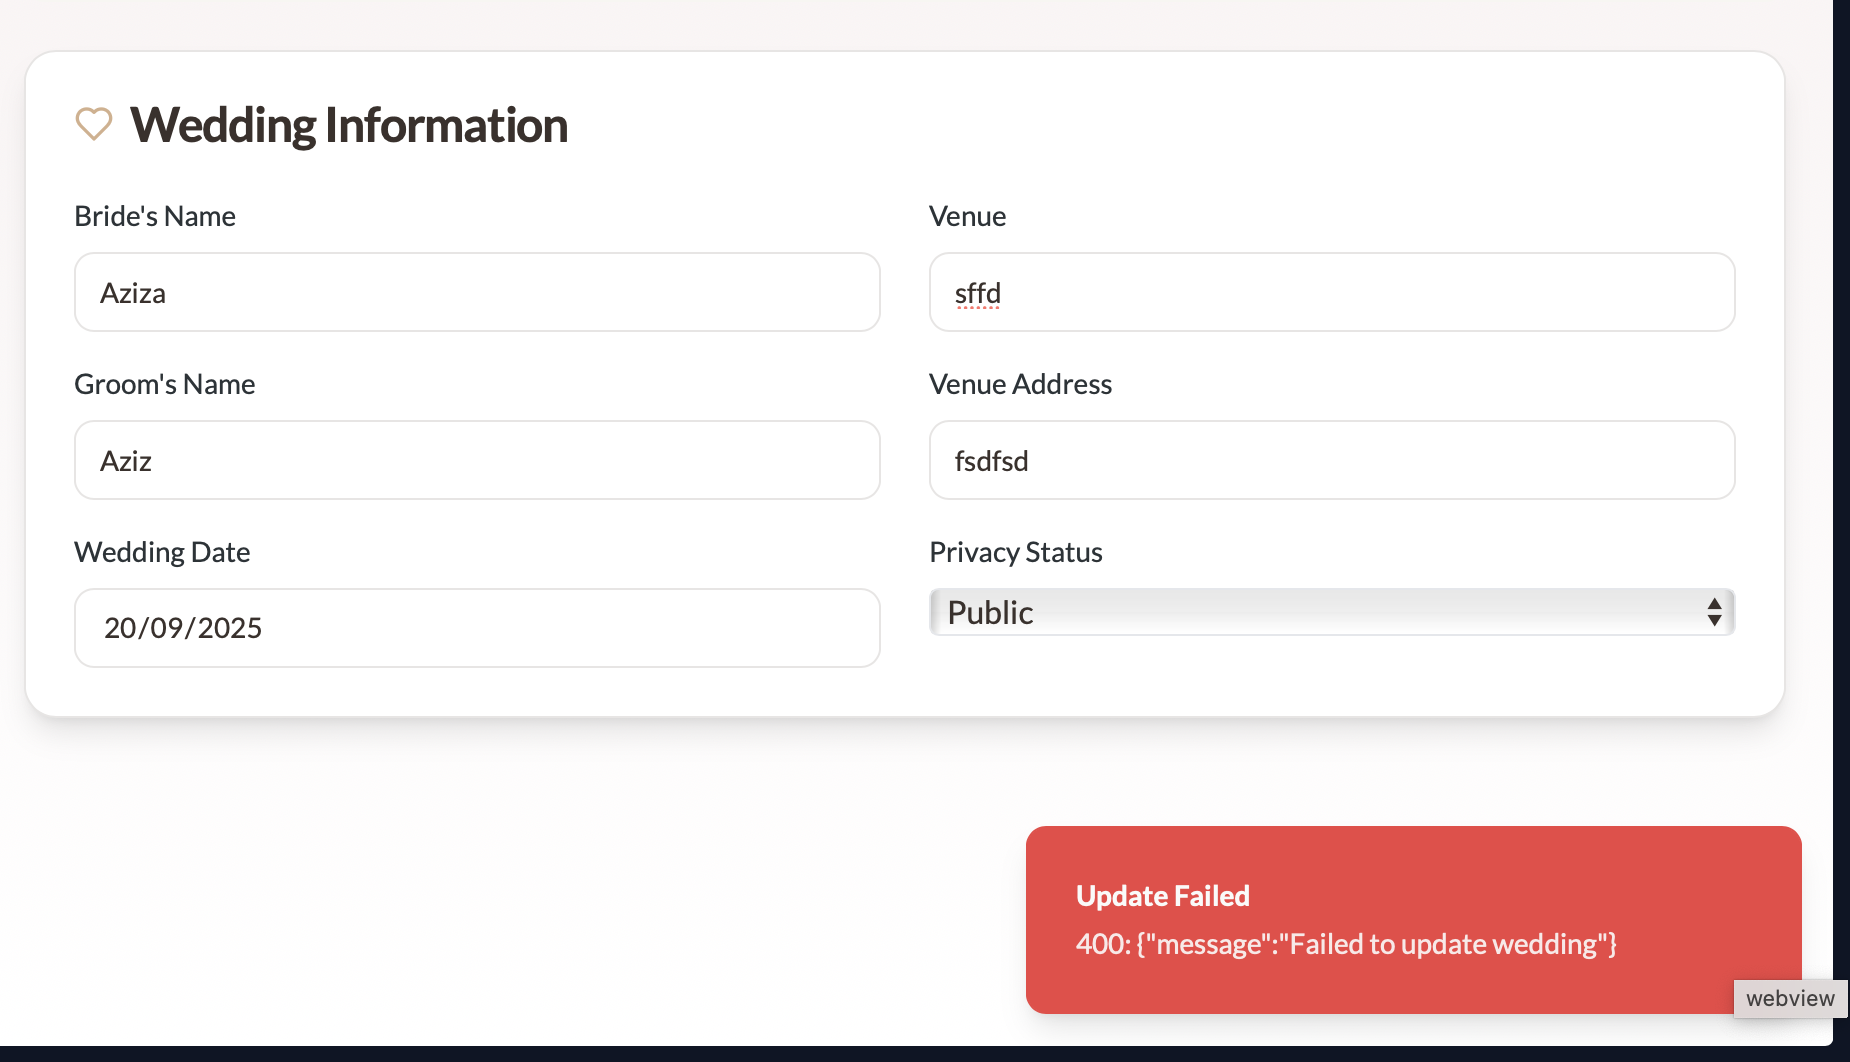 Wedding Information
Bride's Name
Aziza
Groom's Name
Aziz
Wedding Date
20/09/2025
Venue
sffd
Venue Address
fsdfsd
Privacy Status
Public
Update Failed
400: {"message":"Failed to update wedding"}
webview